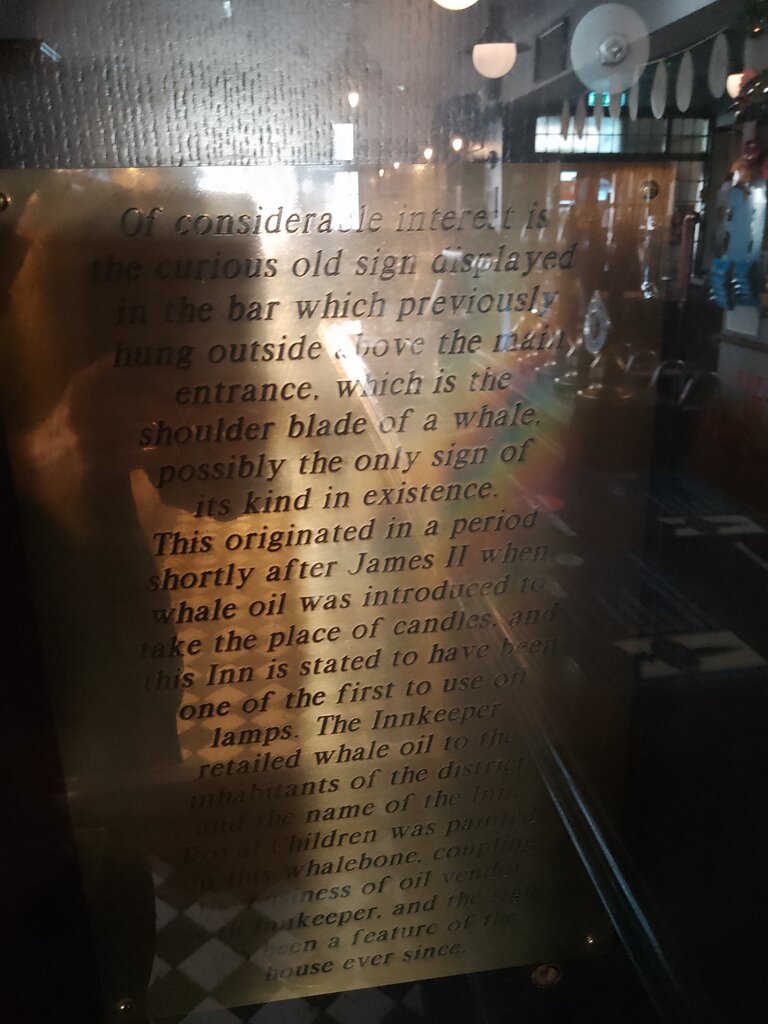 Of considerable interest is
the curious old sign displayed
in the bar which previously
hung outside above the main
entrance, which is the
shoulder blade of a whale,
possibly the only sign of
its kind in existence.
This originated in a period
shortly after James II when
whale oil was introduced to
take the place of candles, and
this Inn is stated to have been
one of the first to use oil
lamps. The Innkeeper
retailed whale oil to the
inhabitants of the district
and the name of the Inn
Royal Children was painted
on this whalebone, coupling
the business of oil vendor
Innkeeper, and the sign
been a feature of the
house ever since.